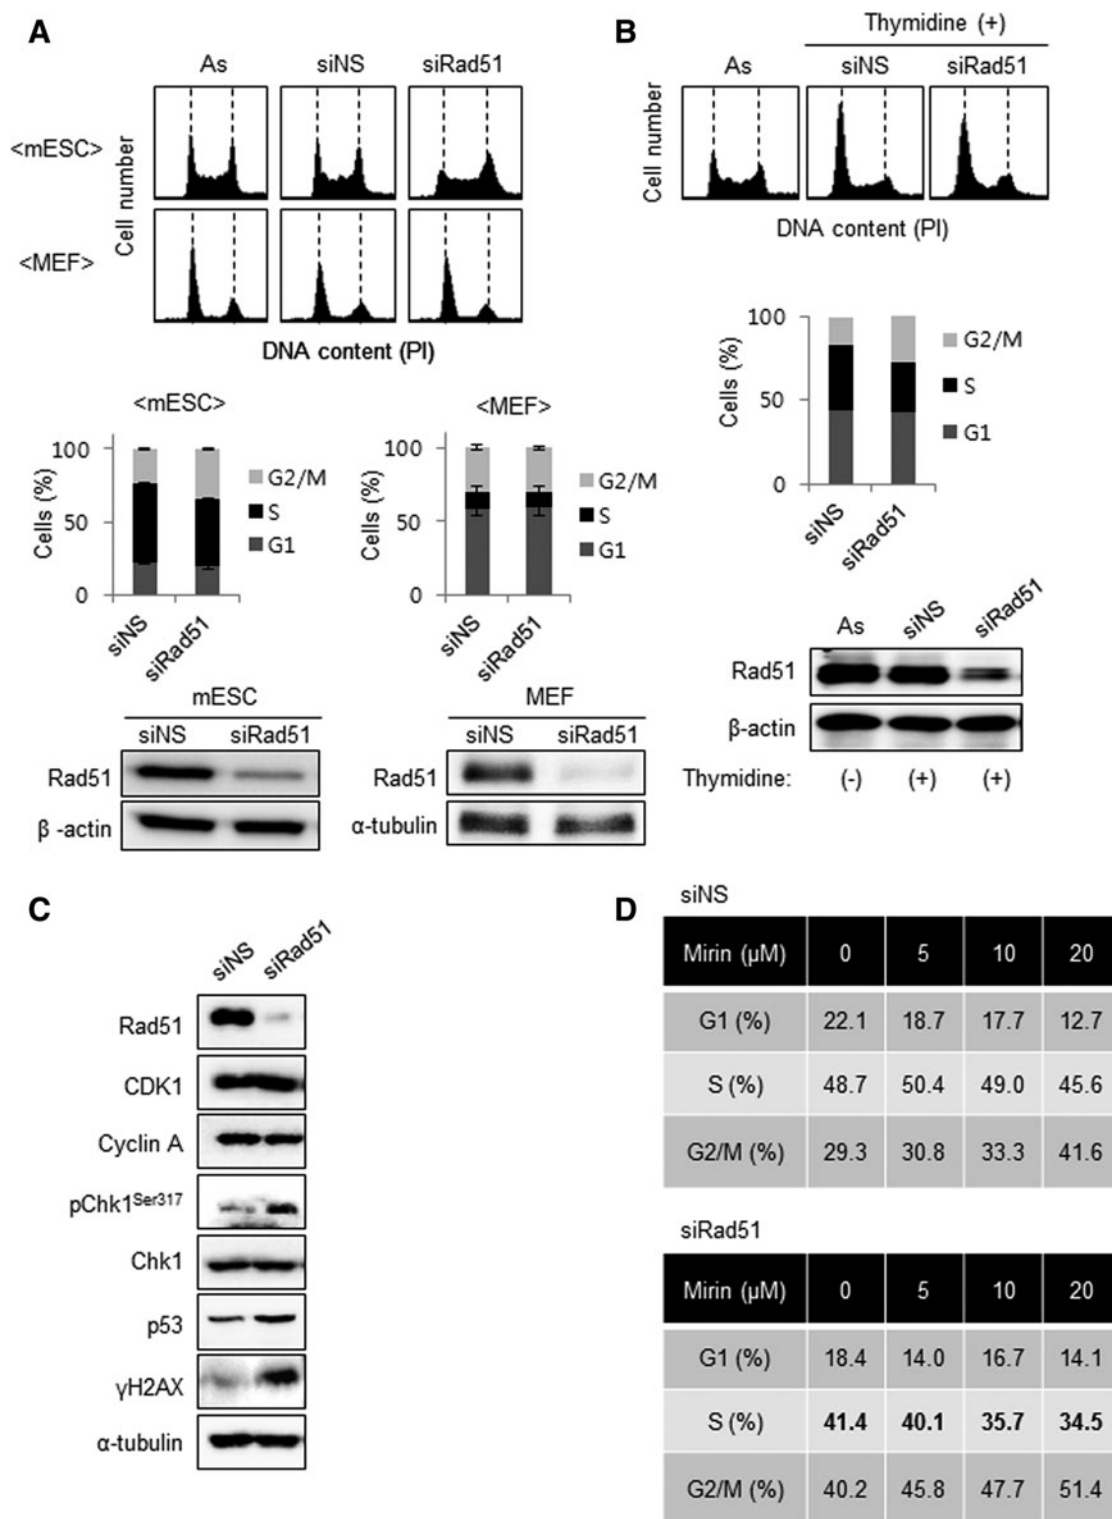 A
As siNS siRad51
<mESC>
<MEF>
Cell number
DNA content (PI)
<mESC>
100
50
0
Cells (%)
G2/M
S
G1
siNS siRad51
<MEF>
100
50
0
Cells (%)
G2/M
S
G1
siNS siRad51
mESC
siNS siRad51
Rad51
β -actin
MEF
siNS siRad51
Rad51
α-tubulin
B
Thymidine (+)
As siNS siRad51
Cell number
DNA content (PI)
100
50
0
Cells (%)
G2/M
S
G1
siNS siRad51
As siNS siRad51
Rad51
β-actin
Thymidine: (-) (+) (+)
C
siNS siRad51
Rad51
CDK1
Cyclin A
pChk1Ser317
Chk1
p53
γH2AX
α-tubulin
D
siNS
Mirin (μM) 0 5 10 20
G1 (%) 22.1 18.7 17.7 12.7
S (%) 48.7 50.4 49.0 45.6
G2/M (%) 29.3 30.8 33.3 41.6
siRad51
Mirin (μM) 0 5 10 20
G1 (%) 18.4 14.0 16.7 14.1
S (%) 41.4 40.1 35.7 34.5
G2/M (%) 40.2 45.8 47.7 51.4